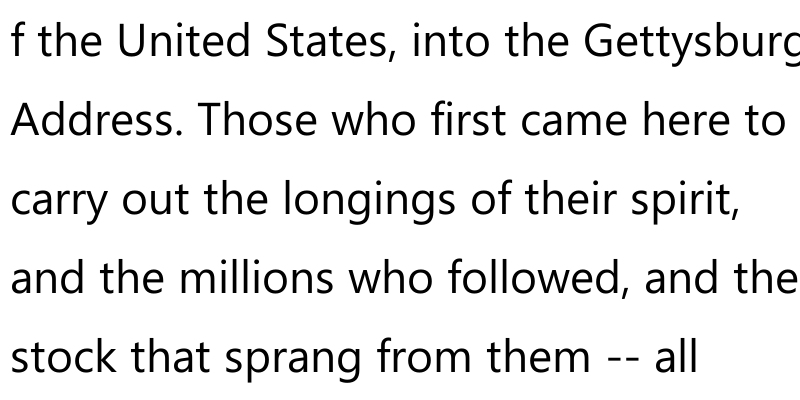 f the United States, into the Gettysburg
Address. Those who first came here to
carry out the longings of their spirit,
and the millions who followed, and the
stock that sprang from them -- all